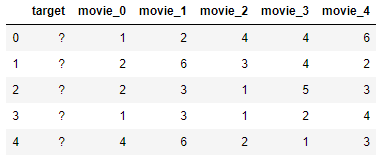 target movie_0 movie_1 movie_2 movie_3 movie_4
0 ? 1 2 4 4 6
1 ? 2 6 3 4 2
2 ? 2 3 1 5 3
3 ? 1 3 1 2 4
4 ? 4 6 2 1 3